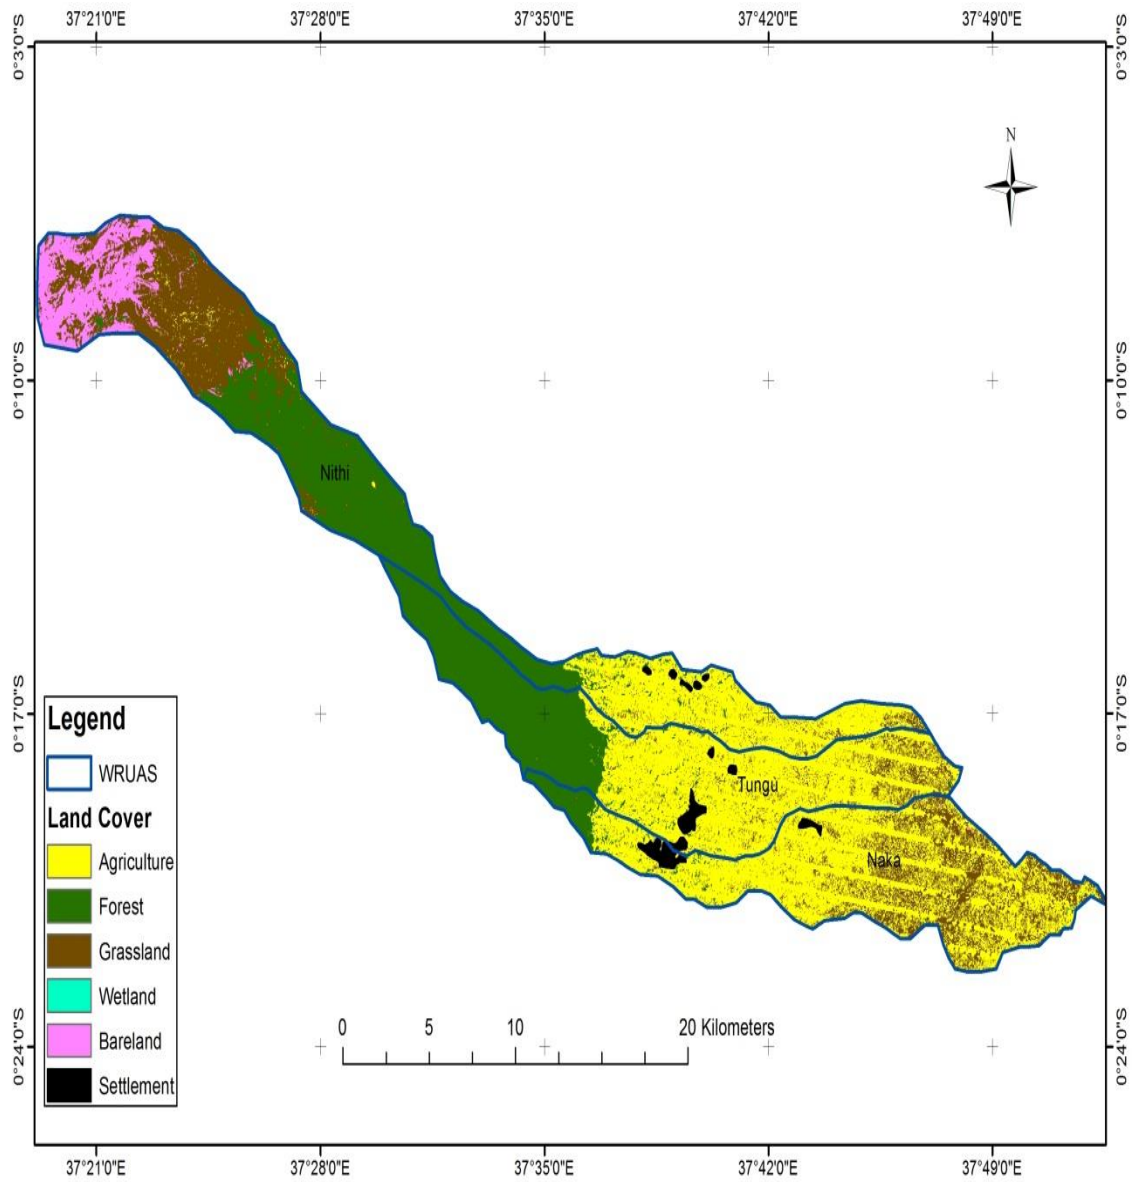 37°21'0"E 37°28'0"E 37°35'0"E 37°42'0"E 37°49'0"E
0°3'0"S 0°3'0"S
N
0°10'0"S 0°10'0"S
Nithi
0°17'0"S 0°17'0"S
Tungu
Naka
Legend
WRUAS
Land Cover
Agriculture
Forest
Grassland
Wetland
Bareland
Settlement
0 5 10 20 Kilometers
0°24'0"S 0°24'0"S
37°21'0"E 37°28'0"E 37°35'0"E 37°42'0"E 37°49'0"E